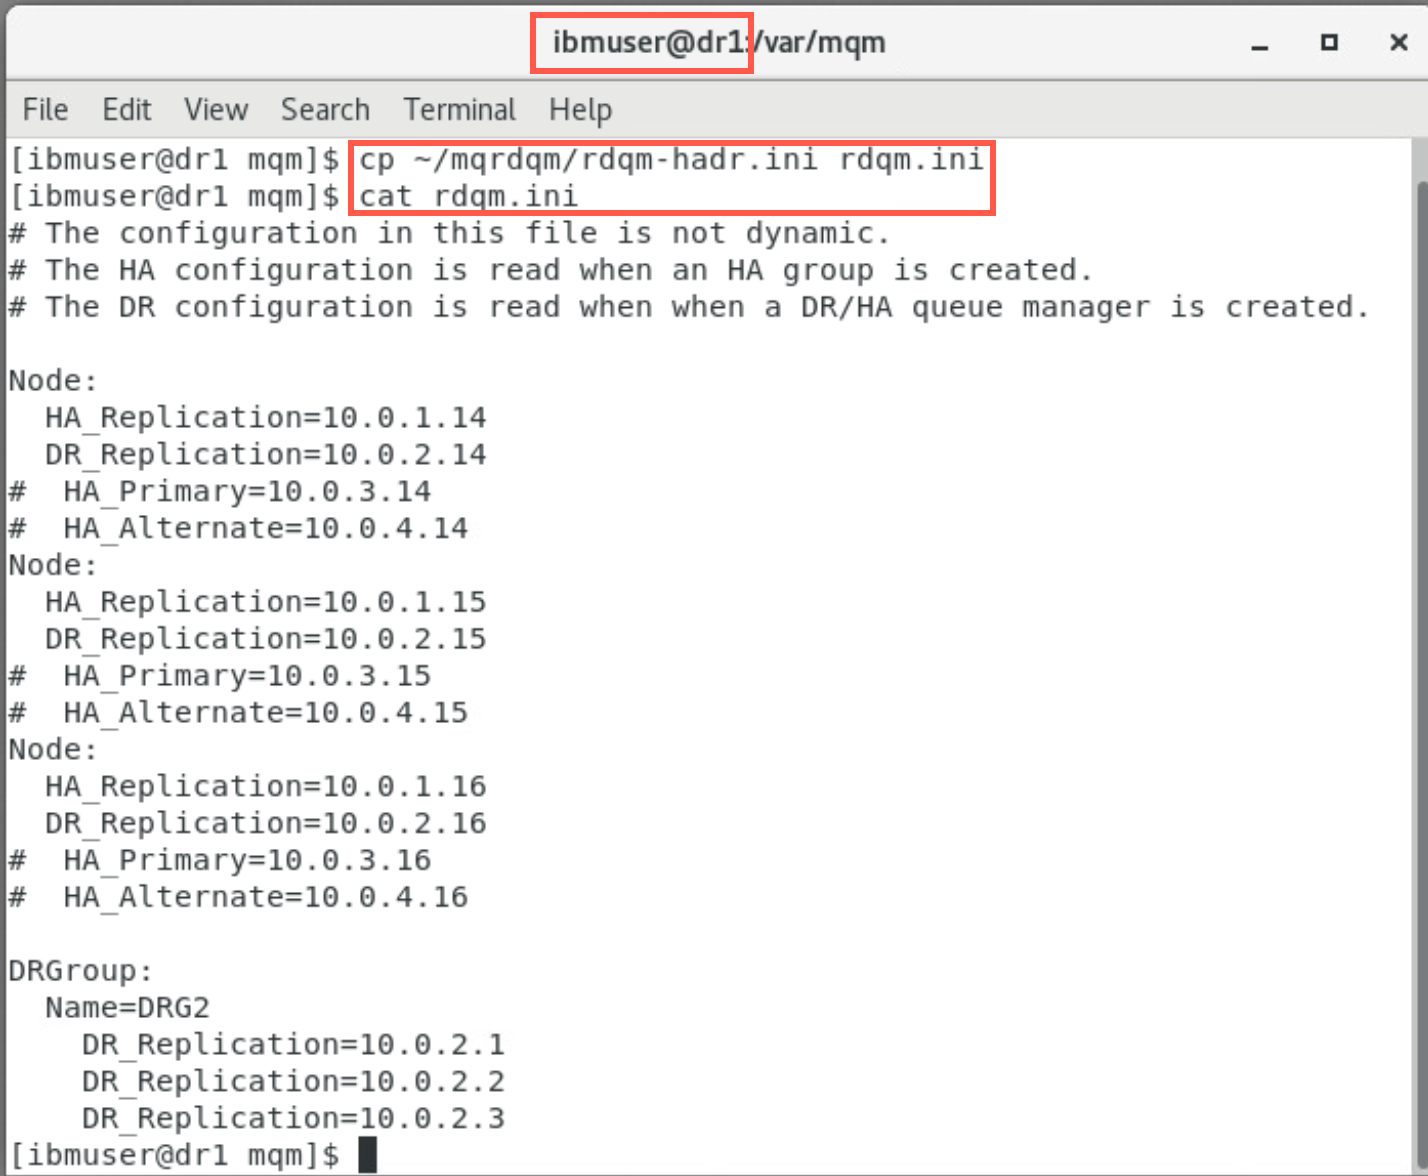 ibmuser@dr1:/var/mqm
File Edit View Search Terminal Help
[ibmuser@dr1 mqm]$ cp ~/mqrdqm/rdqm-hadr.ini rdqm.ini
[ibmuser@dr1 mqm]$ cat rdqm.ini
# The configuration in this file is not dynamic.
# The HA configuration is read when an HA group is created.
# The DR configuration is read when when a DR/HA queue manager is created.

Node:
  HA_Replication=10.0.1.14
  DR_Replication=10.0.2.14
#  HA_Primary=10.0.3.14
#  HA_Alternate=10.0.4.14
Node:
  HA_Replication=10.0.1.15
  DR_Replication=10.0.2.15
#  HA_Primary=10.0.3.15
#  HA_Alternate=10.0.4.15
Node:
  HA_Replication=10.0.1.16
  DR_Replication=10.0.2.16
#  HA_Primary=10.0.3.16
#  HA_Alternate=10.0.4.16

DRGroup:
  Name=DRG2
    DR_Replication=10.0.2.1
    DR_Replication=10.0.2.2
    DR_Replication=10.0.2.3
[ibmuser@dr1 mqm]$